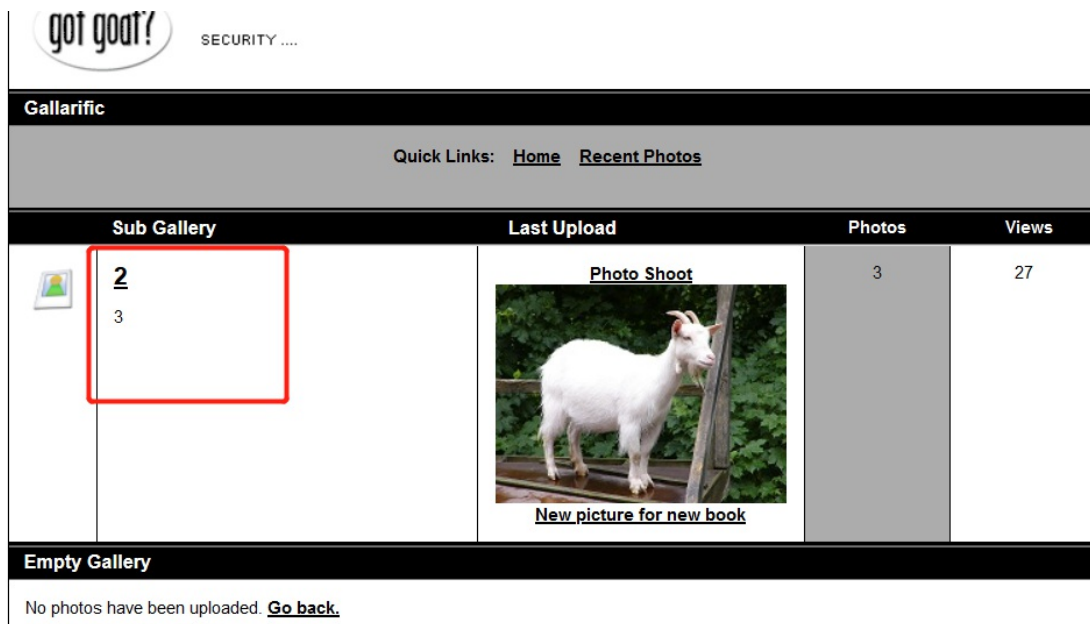 got goat?
SECURITY ....
Gallarific
Quick Links: Home Recent Photos
Sub Gallery Last Upload Photos Views
2 Photo Shoot 3 27
3
New picture for new book
Empty Gallery
No photos have been uploaded. Go back.